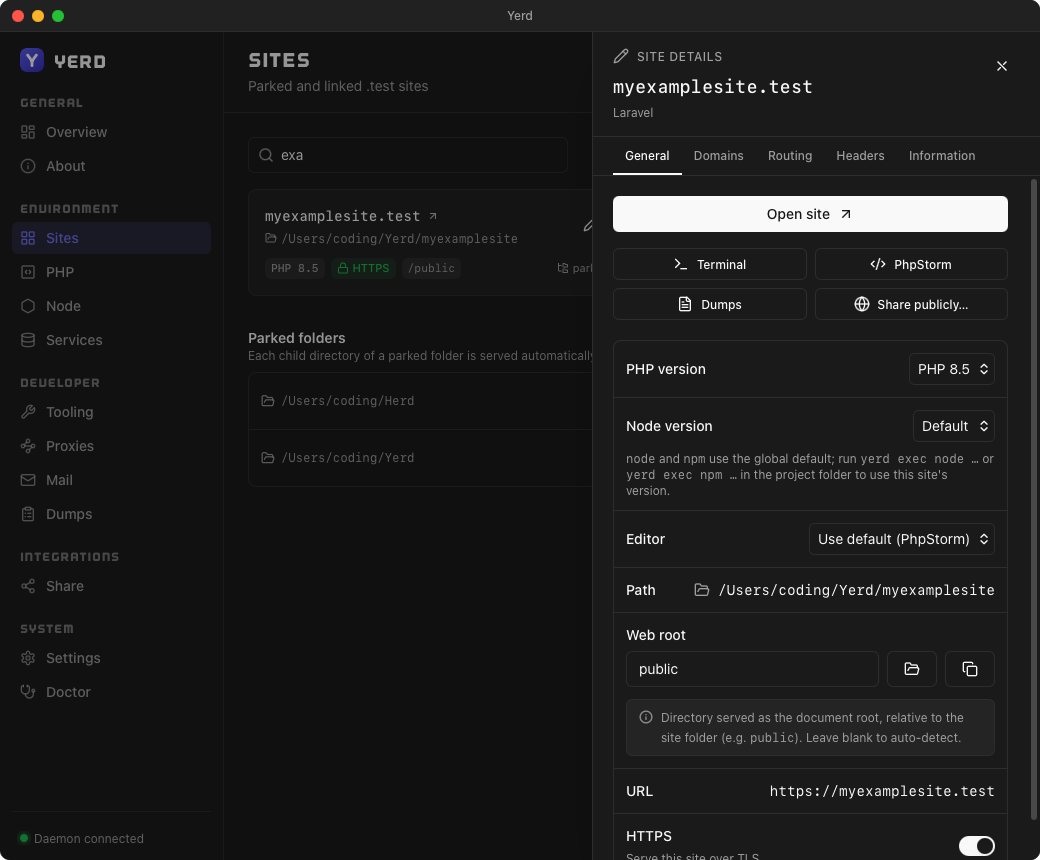 Yerd
YERD
GENERAL
Overview
About
ENVIRONMENT
Sites
PHP
Node
Services
DEVELOPER
Tooling
Proxies
Mail
Dumps
INTEGRATIONS
Share
SYSTEM
Settings
Doctor
Daemon connected
SITES
Parked and linked .test sites
exa
myexamplesite.test
/Users/coding/Yerd/myexamplesite
PHP 8.5 HTTPS /public
Parked folders
Each child directory of a parked folder is served automatically
/Users/coding/Herd
/Users/coding/Yerd
SITE DETAILS
myexamplesite.test
Laravel
General Domains Routing Headers Information
Open site
Terminal PhpStorm
Dumps Share publicly...
PHP version PHP 8.5
Node version Default
node and npm use the global default; run yerd exec node … or
yerd exec npm … in the project folder to use this site's
version.
Editor Use default (PhpStorm)
Path /Users/coding/Yerd/myexamplesite
Web root
public
Directory served as the document root, relative to the
site folder (e.g. public). Leave blank to auto-detect.
URL https://myexamplesite.test
HTTPS
Serve this site over TLS